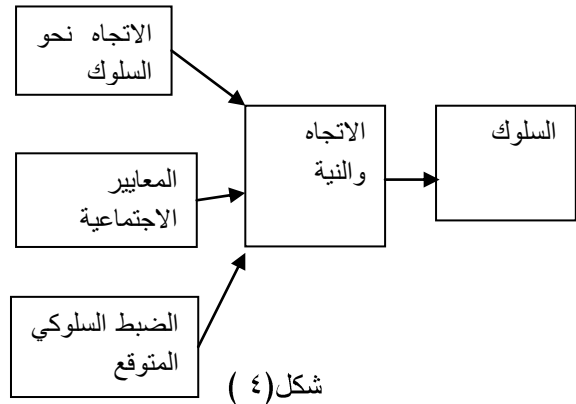 الاتجاه نحو
السلوك
المعايير
الاجتماعية
الضبط السلوكي
المتوقع
الاتجاه
والنية
السلوك
شكل(٤ )